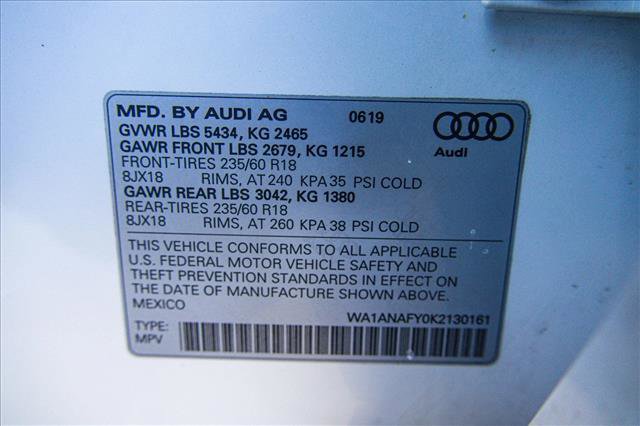 MFD. BY AUDI AG 0619
GVWR LBS 5434, KG 2465
GAWR FRONT LBS 2679, KG 1215
FRONT-TIRES 235/60 R18
8JX18 RIMS, AT 240 KPA 35 PSI COLD
GAWR REAR LBS 3042, KG 1380
REAR-TIRES 235/60 R18
8JX18 RIMS, AT 260 KPA 38 PSI COLD
Audi
THIS VEHICLE CONFORMS TO ALL APPLICABLE
U.S. FEDERAL MOTOR VEHICLE SAFETY AND
THEFT PREVENTION STANDARDS IN EFFECT ON
THE DATE OF MANUFACTURE SHOWN ABOVE.
MEXICO
WA1ANAFY0K2130161
TYPE:
MPV